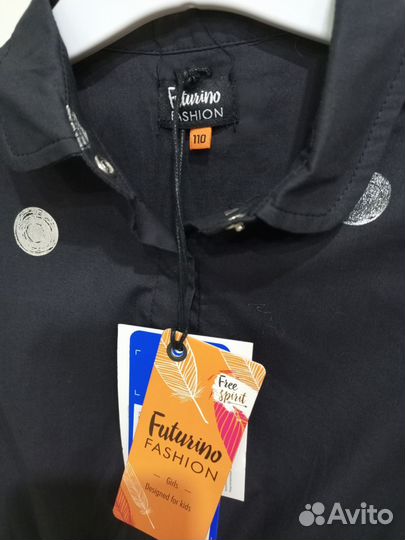 Futurino
FASHION
110
Free
spirit
Futurino
FASHION
Girls
Designed for kids
Avito